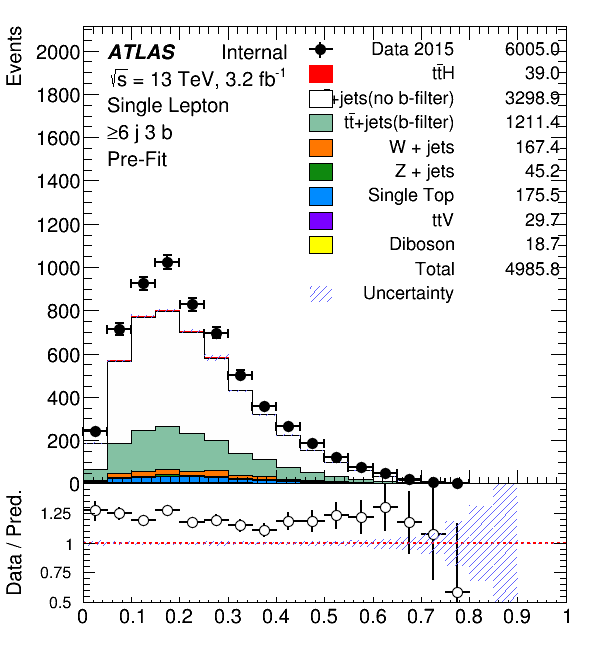 Events
2000
1800
1600
1400
1200
1000
800
600
400
200
0
ATLAS Internal
√s = 13 TeV, 3.2 fb-1
Single Lepton
≥6 j 3 b
Pre-Fit
Data 2015 6005.0
tt̄H 39.0
+jets(no b-filter) 3298.9
tt̄+jets(b-filter) 1211.4
W + jets 167.4
Z + jets 45.2
Single Top 175.5
ttV 29.7
Diboson 18.7
Total 4985.8
Uncertainty
Data / Pred.
1.25
1
0.75
0.5
0 0.1 0.2 0.3 0.4 0.5 0.6 0.7 0.8 0.9 1